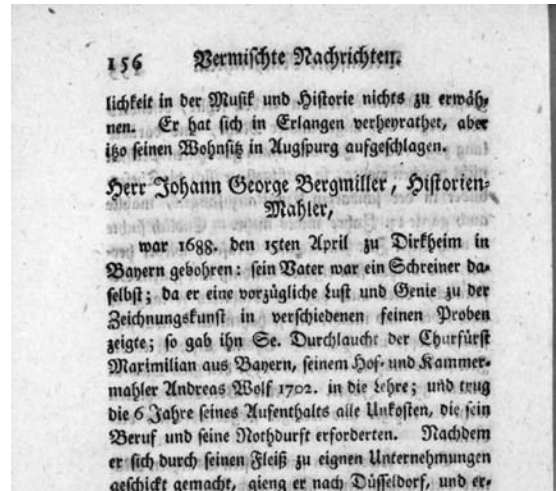 156 Vermischte Nachrichten.
lichkeit in der Musik und Historie nichts zu erwäh-
nen. Er hat sich in Erlangen verheyrathet, aber
itzo seinen Wohnsitz in Augspurg aufgeschlagen.
Herr Johann George Bergmiller, Historien-
Mahler,
war 1688. den 15ten April zu Dirkheim in
Bayern gebohren: sein Vater war ein Schreiner da-
selbst; da er eine vorzügliche Lust und Genie zu der
Zeichnungskunst in verschiedenen feinen Proben
zeigte; so gab ihn Se. Durchlaucht der Churfürst
Maximilian aus Bayern, seinem Hof- und Kammer-
mahler Andreas Wolf 1702. in die Lehre; und trug
die 6 Jahre seines Aufenthalts alle Unkosten, die sein
Beruf und seine Nothdurft erforderten. Nachdem
er sich durch seinen Fleiß zu eignen Unternehmungen
geschickt gemacht, gieng er nach Düsseldorf, und er-